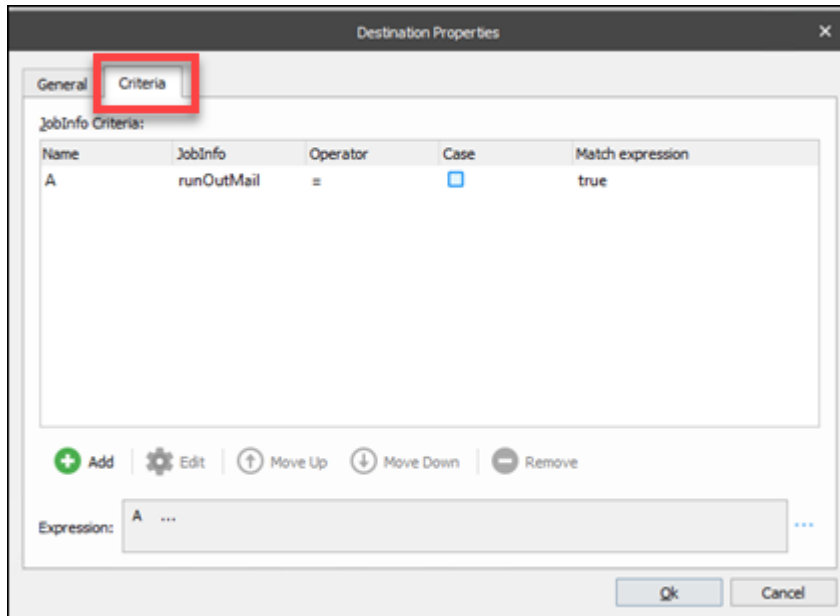 Destination Properties
General Criteria
JobInfo Criteria:
Name JobInfo Operator Case Match expression
A runOutMail = true
Add Edit Move Up Move Down Remove
Expression: A ... ...
Ok Cancel